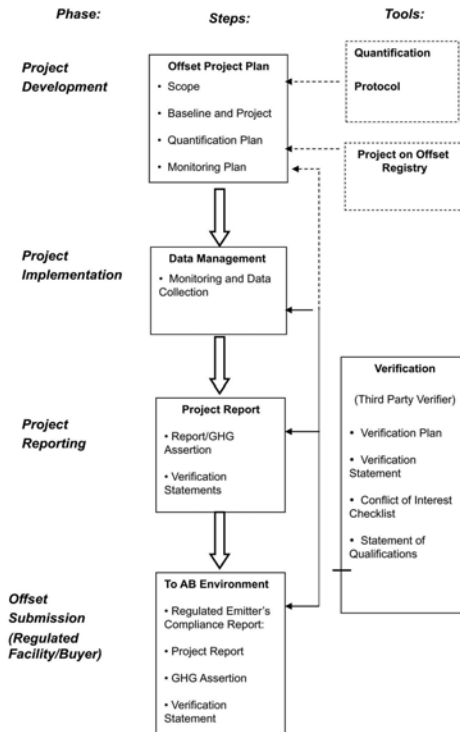 Phase:
Steps:
Tools:
Project
Development
Offset Project Plan
• Scope
• Baseline and Project
• Quantification Plan
• Monitoring Plan
Quantification
Protocol
Project on Offset
Registry
Project
Implementation
Data Management
• Monitoring and Data
Collection
Project
Reporting
Project Report
• Report/GHG
Assertion
• Verification
Statements
Verification
(Third Party Verifier)
• Verification Plan
• Verification
Statement
• Conflict of Interest
Checklist
• Statement of
Qualifications
Offset
Submission
(Regulated
Facility/Buyer)
To AB Environment
• Regulated Emitter's
Compliance Report:
• Project Report
• GHG Assertion
• Verification
Statement